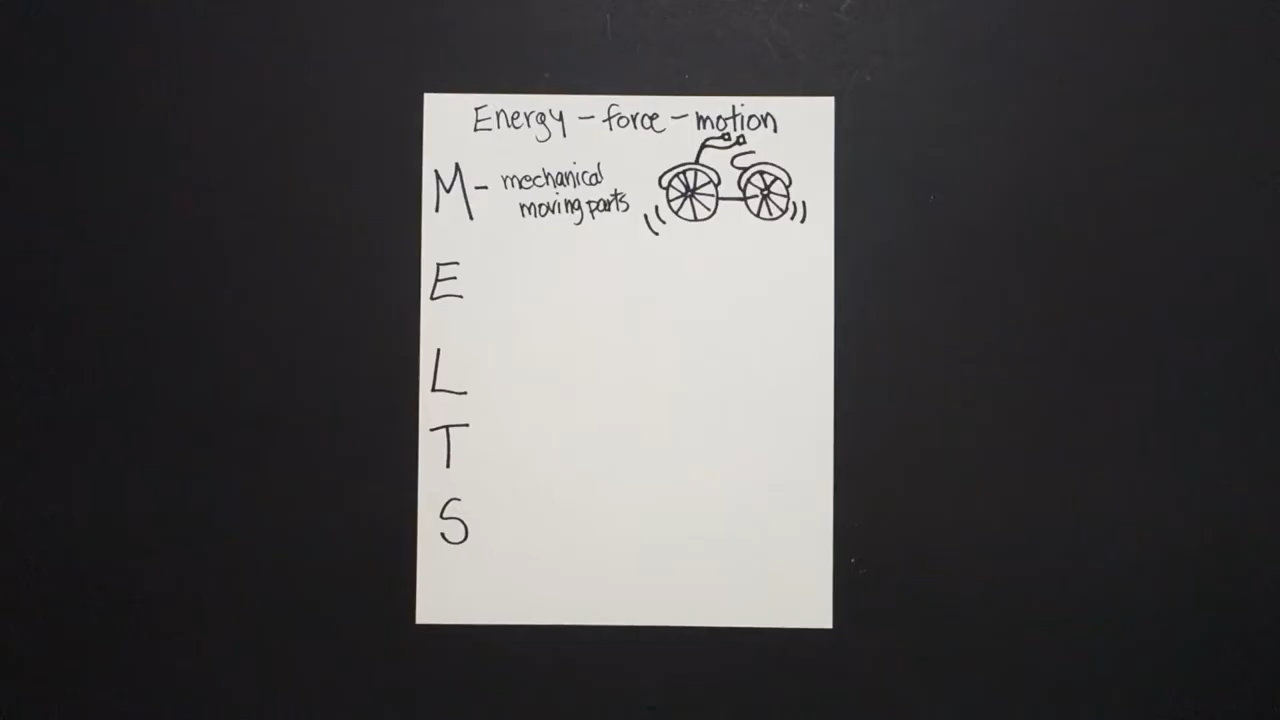 Energy - force - motion
M - mechanical
moving parts
E
L
T
S